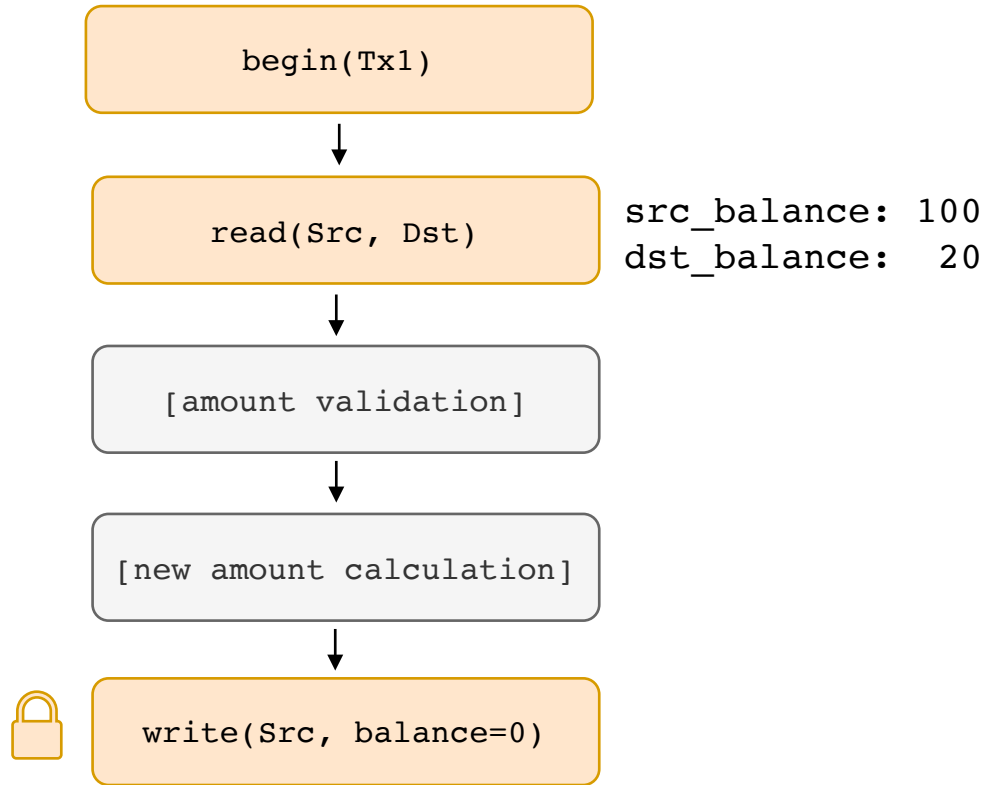 begin(Tx1)
read(Src, Dst)
src_balance: 100
dst_balance:  20
[amount validation]
[new amount calculation]
write(Src, balance=0)